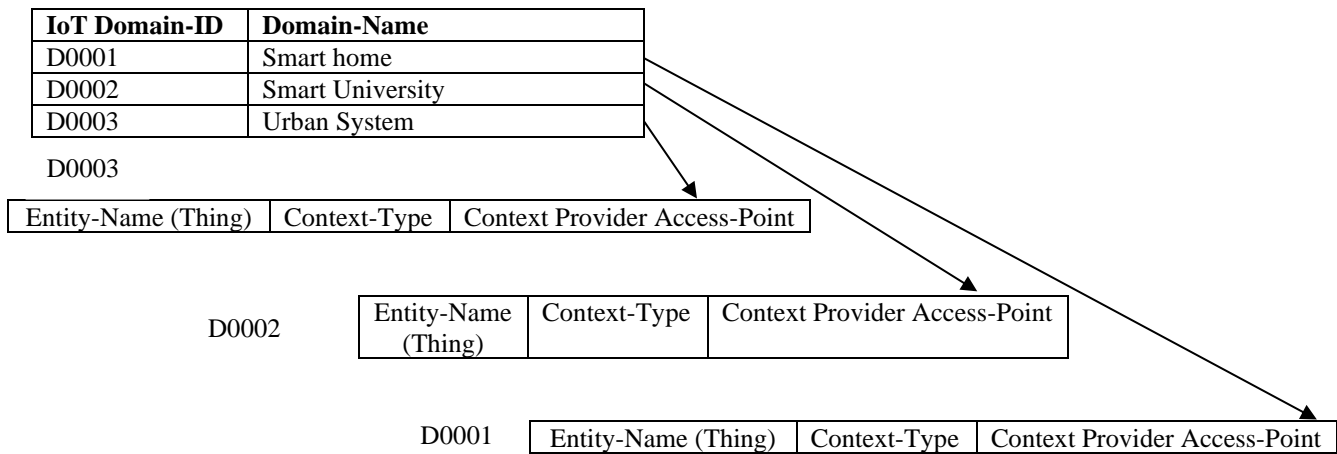 IoT Domain-ID Domain-Name
D0001 Smart home
D0002 Smart University
D0003 Urban System
D0003
Entity-Name (Thing) Context-Type Context Provider Access-Point
D0002
Entity-Name Context-Type Context Provider Access-Point
(Thing)
D0001
Entity-Name (Thing) Context-Type Context Provider Access-Point